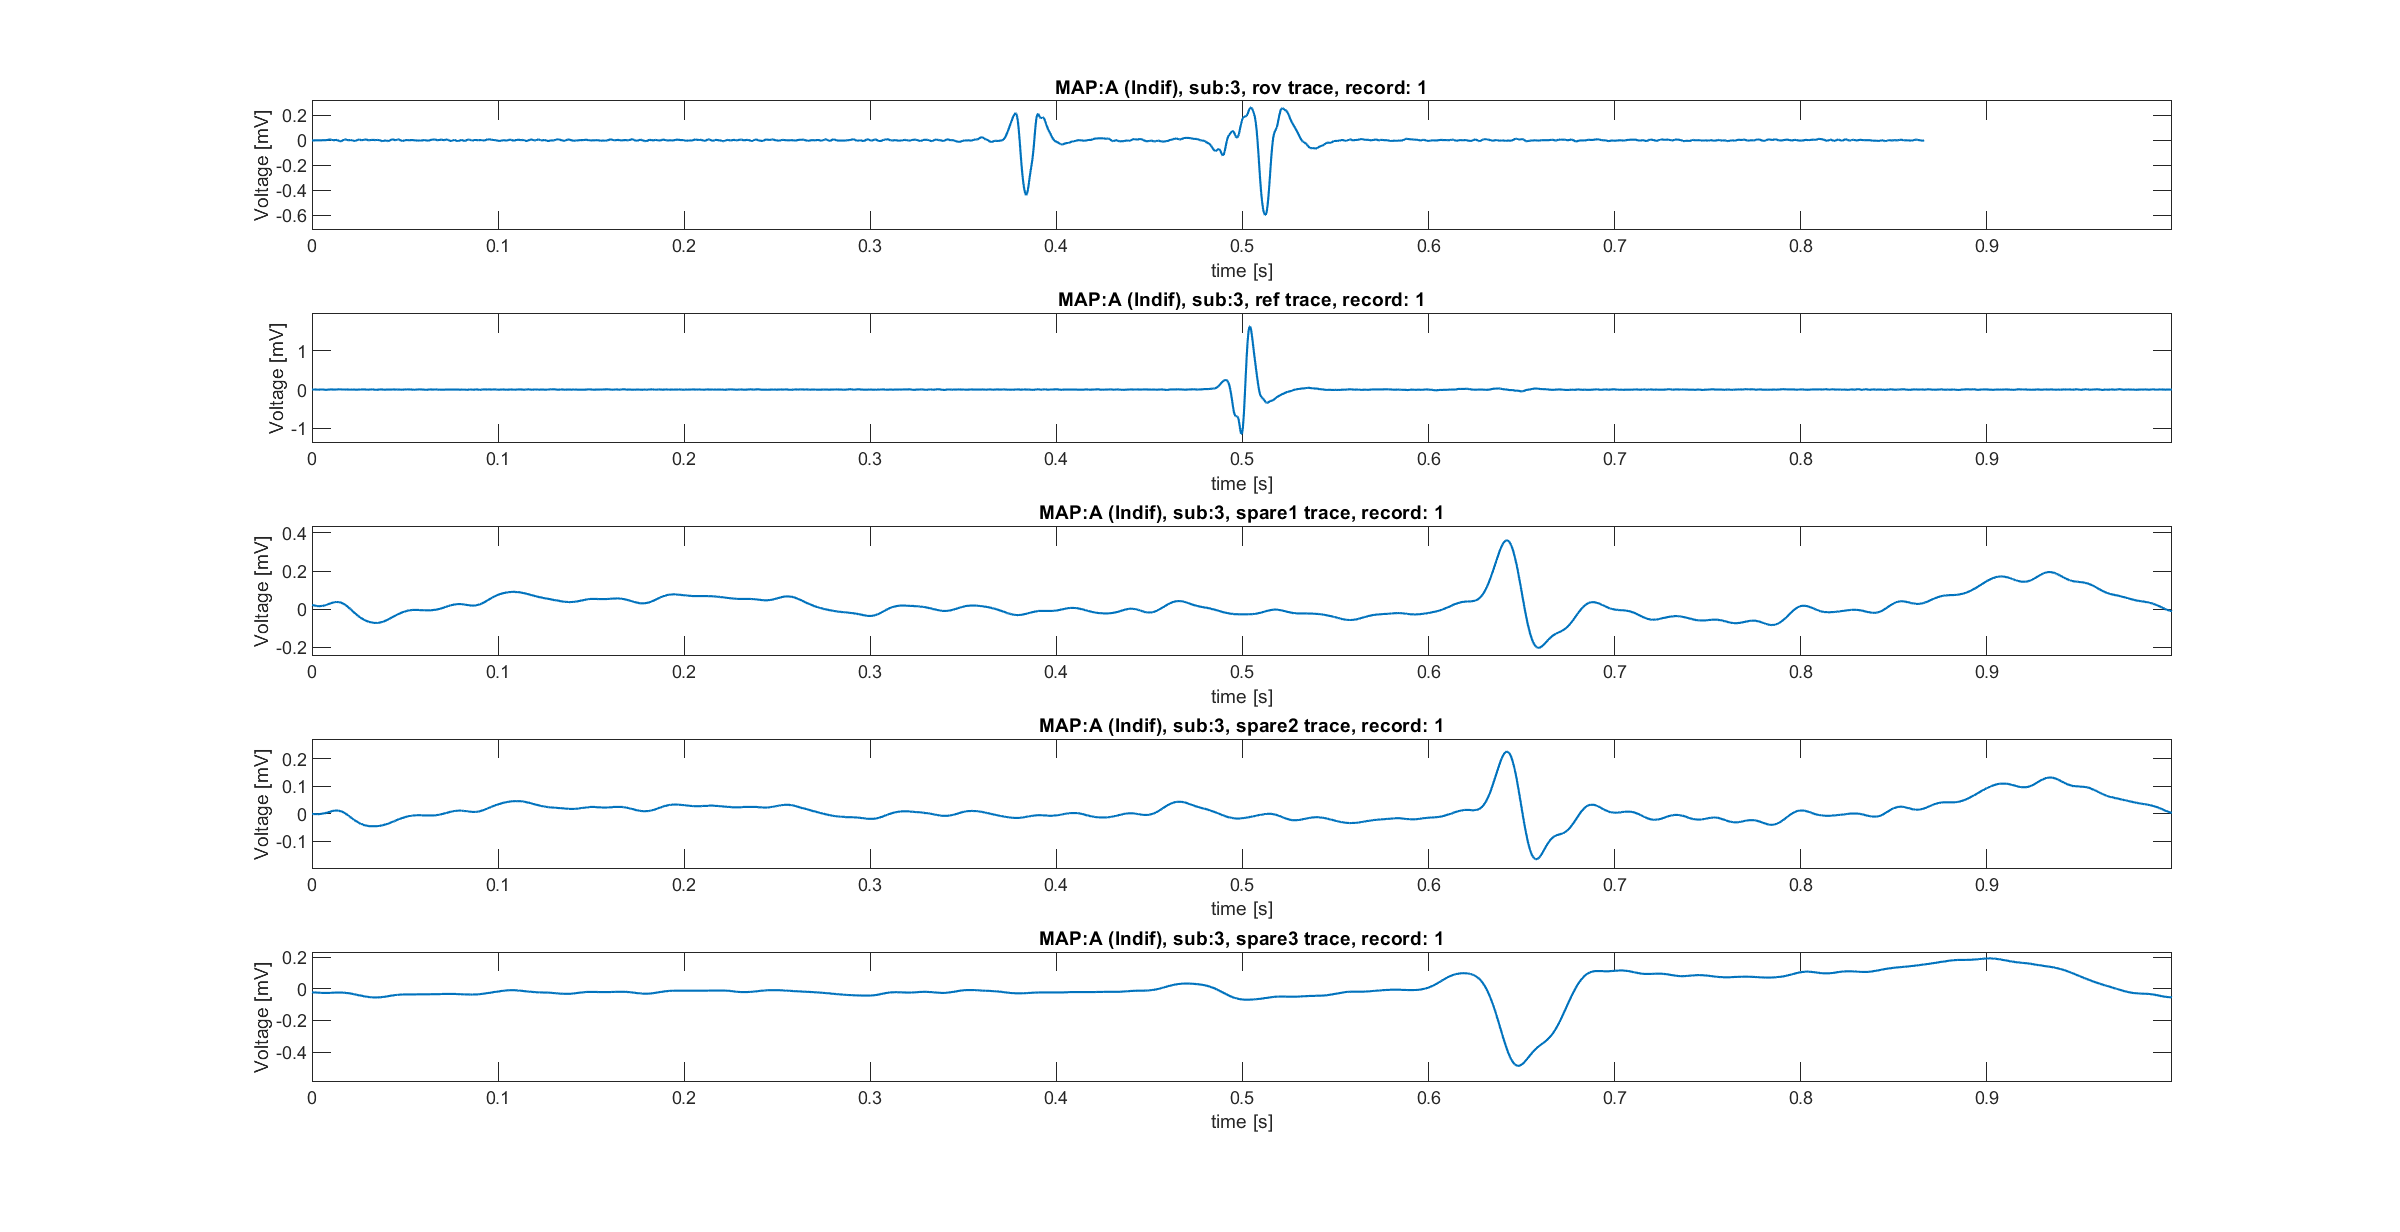 MAP:A (Indif), sub:3, rov trace, record: 1
Voltage [mV]
0.2
0
-0.2
-0.4
-0.6
0 0.1 0.2 0.3 0.4 0.5 0.6 0.7 0.8 0.9
time [s]
MAP:A (Indif), sub:3, ref trace, record: 1
Voltage [mV]
1
0
-1
0 0.1 0.2 0.3 0.4 0.5 0.6 0.7 0.8 0.9
time [s]
MAP:A (Indif), sub:3, spare1 trace, record: 1
Voltage [mV]
0.4
0.2
0
-0.2
0 0.1 0.2 0.3 0.4 0.5 0.6 0.7 0.8 0.9
time [s]
MAP:A (Indif), sub:3, spare2 trace, record: 1
Voltage [mV]
0.2
0.1
0
-0.1
0 0.1 0.2 0.3 0.4 0.5 0.6 0.7 0.8 0.9
time [s]
MAP:A (Indif), sub:3, spare3 trace, record: 1
Voltage [mV]
0.2
0
-0.2
-0.4
0 0.1 0.2 0.3 0.4 0.5 0.6 0.7 0.8 0.9
time [s]